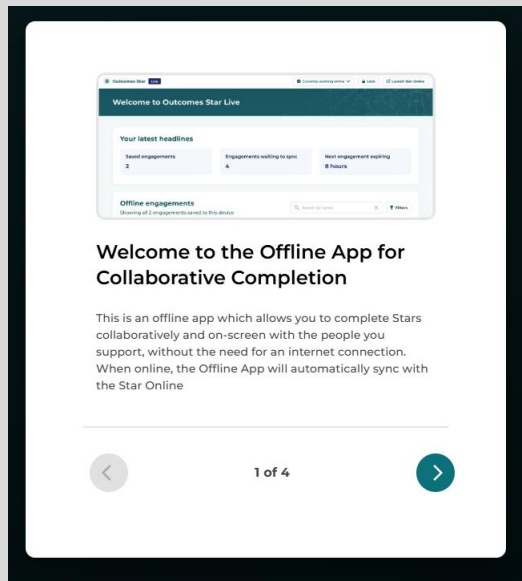 Outcomes Star Live
Currently working online
Lock
Launch Star Online
Welcome to Outcomes Star Live
Your latest headlines
Saved engagements
2
Engagements waiting to sync
4
Next engagement expiring
8 hours
Offline engagements
Showing all 2 engagements saved to this device
Search by name
Filters
Welcome to the Offline App for
Collaborative Completion
This is an offline app which allows you to complete Stars
collaboratively and on-screen with the people you
support, without the need for an internet connection.
When online, the Offline App will automatically sync with
the Star Online
1 of 4